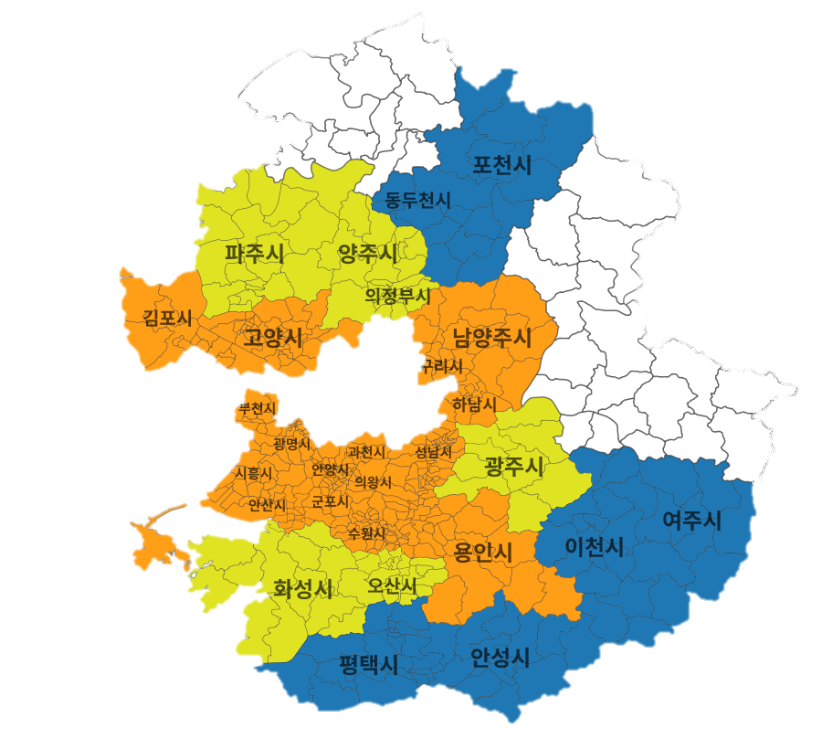 포천시
동두천시
파주시
양주시
의정부시
김포시
고양시
남양주시
구리시
하남시
부천시
광명시
과천시
성남시
시흥시
안양시
의왕시
광주시
안산시
군포시
수원시
여주시
이천시
용인시
화성시
오산시
평택시
안성시